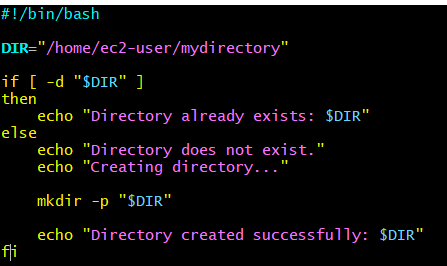 #!/bin/bash

DIR="/home/ec2-user/mydirectory"

if [ -d "$DIR" ]
then
    echo "Directory already exists: $DIR"
else
    echo "Directory does not exist."
    echo "Creating directory..."

    mkdir -p "$DIR"

    echo "Directory created successfully: $DIR"
fi